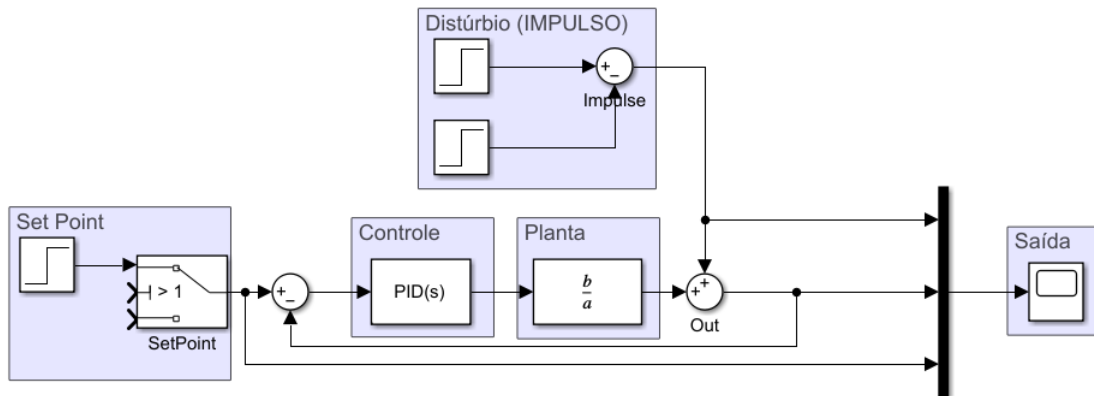 Distúrbio (IMPULSO)
+
−
Impulse
Set Point
> 1
SetPoint
−
Controle
PID(s)
Planta
b
a
+
+
Out
Saída